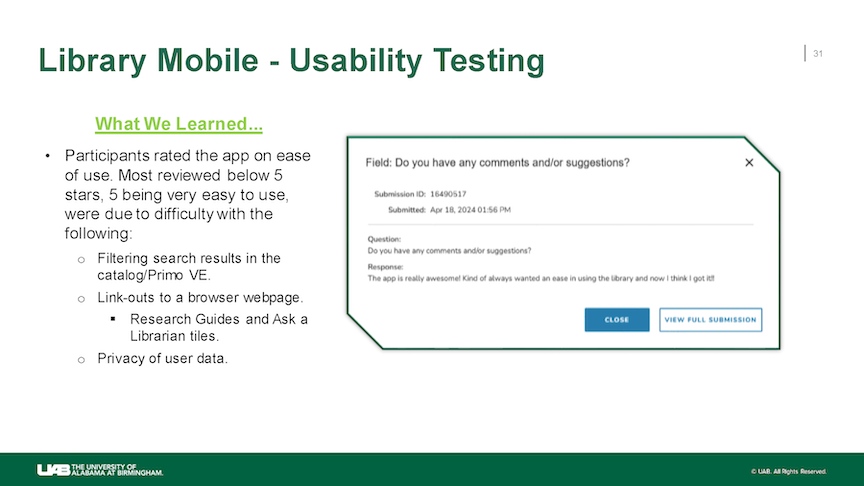 Library Mobile - Usability Testing
31
What We Learned...
• Participants rated the app on ease
of use. Most reviewed below 5
stars, 5 being very easy to use,
were due to difficulty with the
following:
o Filtering search results in the
catalog/Primo VE.
o Link-outs to a browser webpage.
▪ Research Guides and Ask a
Librarian tiles.
o Privacy of user data.
Field: Do you have any comments and/or suggestions?
×
Submission ID: 16490517
Submitted: Apr 18, 2024 01:56 PM
Question:
Do you have any comments and/or suggestions?
Response:
The app is really awesome! Kind of always wanted an ease in using the library and now I think I got it!!
CLOSE
VIEW FULL SUBMISSION
UAB THE UNIVERSITY OF
ALABAMA AT BIRMINGHAM.
© UAB. All Rights Reserved.